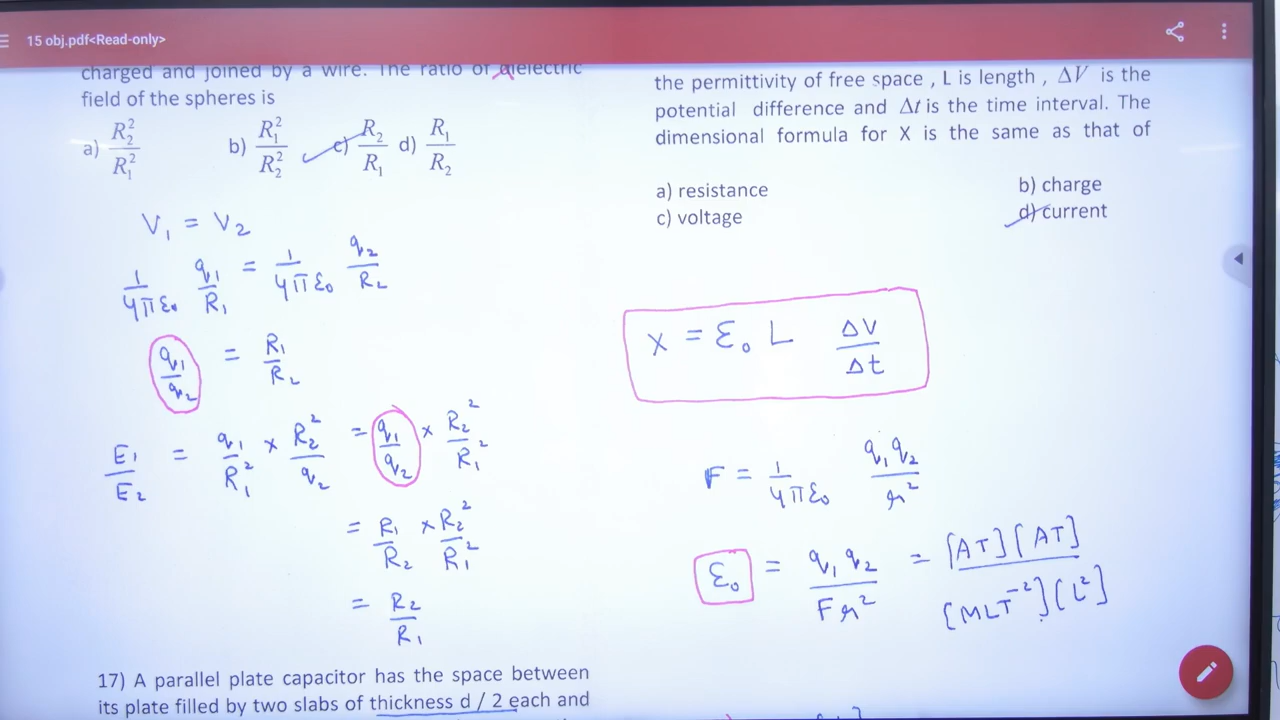 15 obj.pdf<Read-only>
charged and joined by a wire. The ratio of dielectric
field of the spheres is
a) R₂²/R₁² b) R₁²/R₂² c) R₂/R₁ d) R₁/R₂
V₁ = V₂
1/4πε₀ q₁/R₁ = 1/4πε₀ q₂/R₂
q₁/q₂ = R₁/R₂
E₁/E₂ = q₁/R₁² × R₂²/q₂ = q₁/q₂ × R₂²/R₁²
= R₁/R₂ × R₂²/R₁²
= R₂/R₁
17) A parallel plate capacitor has the space between
its plate filled by two slabs of thickness d / 2 each and
the permittivity of free space , L is length , ΔV is the
potential difference and Δt is the time interval. The
dimensional formula for X is the same as that of
a) resistance b) charge
c) voltage d) current
X = ε₀ L ΔV/Δt
F = 1/4πε₀ q₁q₂/r²
ε₀ = q₁q₂/Fr² = [AT][AT]/[MLT⁻²][L²]